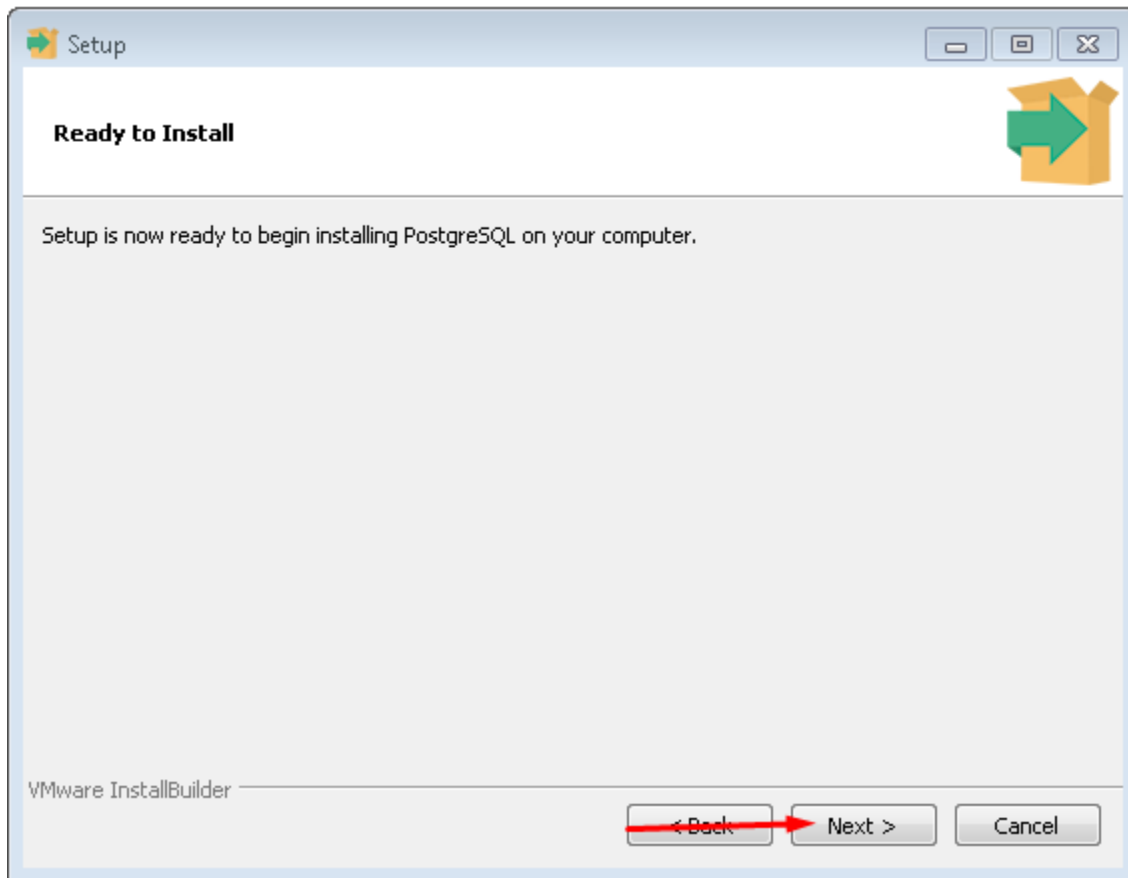 Setup
Ready to Install
Setup is now ready to begin installing PostgreSQL on your computer.
VMware InstallBuilder
< Back
Next >
Cancel